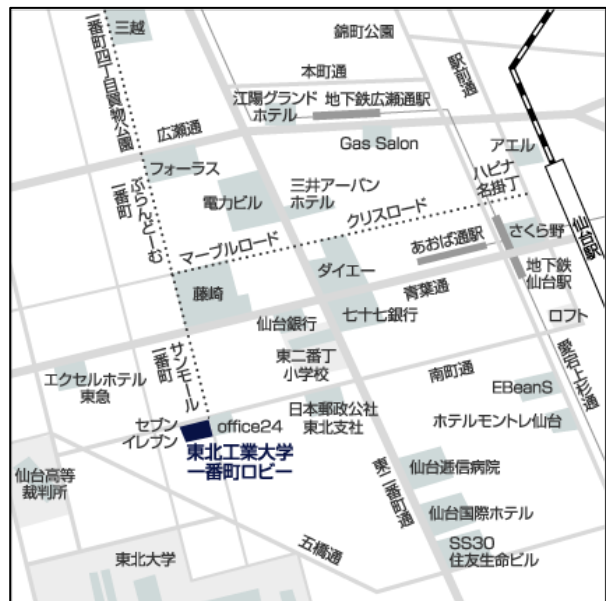 三越
錦町公園
駅前通
一番町四丁目買物公園
本町通
江陽グランド
ホテル
地下鉄広瀬通駅
広瀬通
Gas Salon
アエル
フォーラス
ハピナ
名掛丁
ぶらんどーむ
一番町
電力ビル
三井アーバン
ホテル
クリスロード
さくら野
仙台駅
マーブルロード
あおば通駅
ダイエー
地下鉄
仙台駅
藤崎
青葉通
仙台銀行
七十七銀行
ロフト
東二番丁
小学校
サンモール
一番町
エクセルホテル
東急
南町通
愛宕上杉通
EBeanS
セブン
イレブン
office24
日本郵政公社
東北支社
ホテルモントレ仙台
東北工業大学
一番町ロビー
仙台高等
裁判所
東二番町通
仙台逓信病院
仙台国際ホテル
五橋通
SS30
住友生命ビル
東北大学